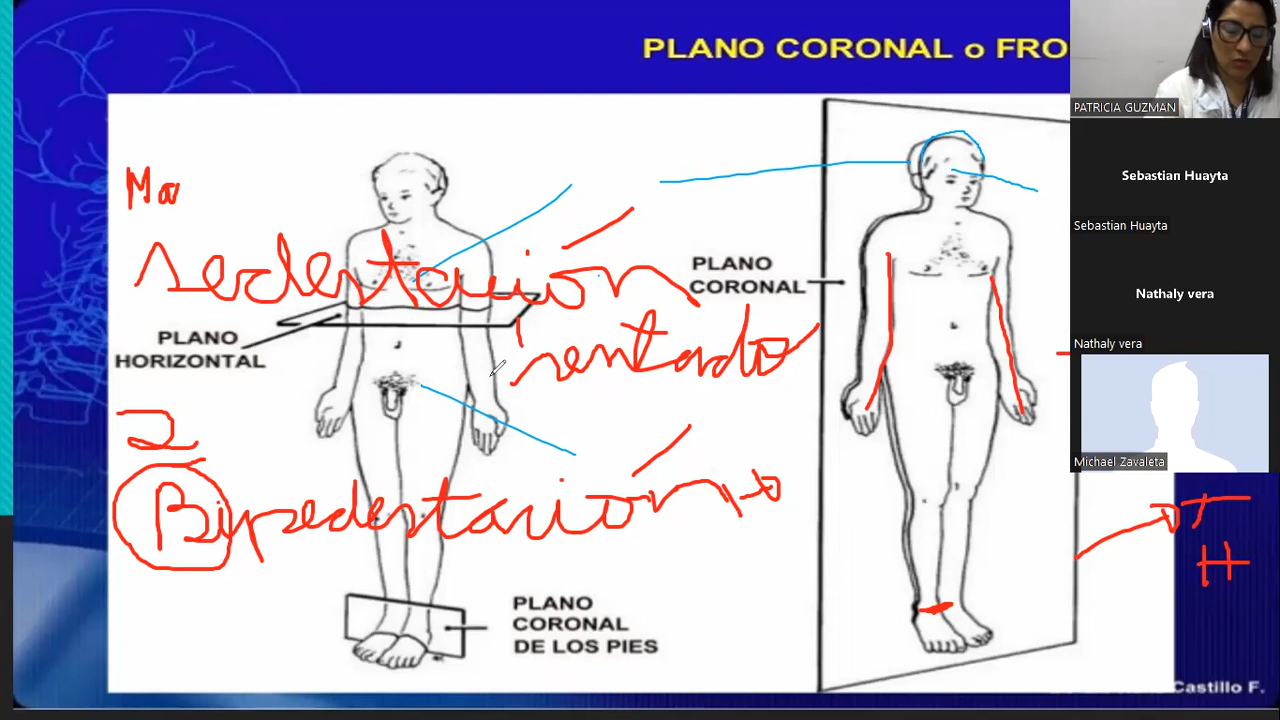 PLANO CORONAL o FRO
PATRICIA GUZMAN
Sebastian Huayta
Sebastian Huayta
Nathaly vera
Nathaly vera
Michael Zavaleta
Ma
Sedestación
sentado
PLANO
HORIZONTAL
PLANO
CORONAL
2
Bipedestación
T
H
PLANO
CORONAL
DE LOS PIES
Castillo F.